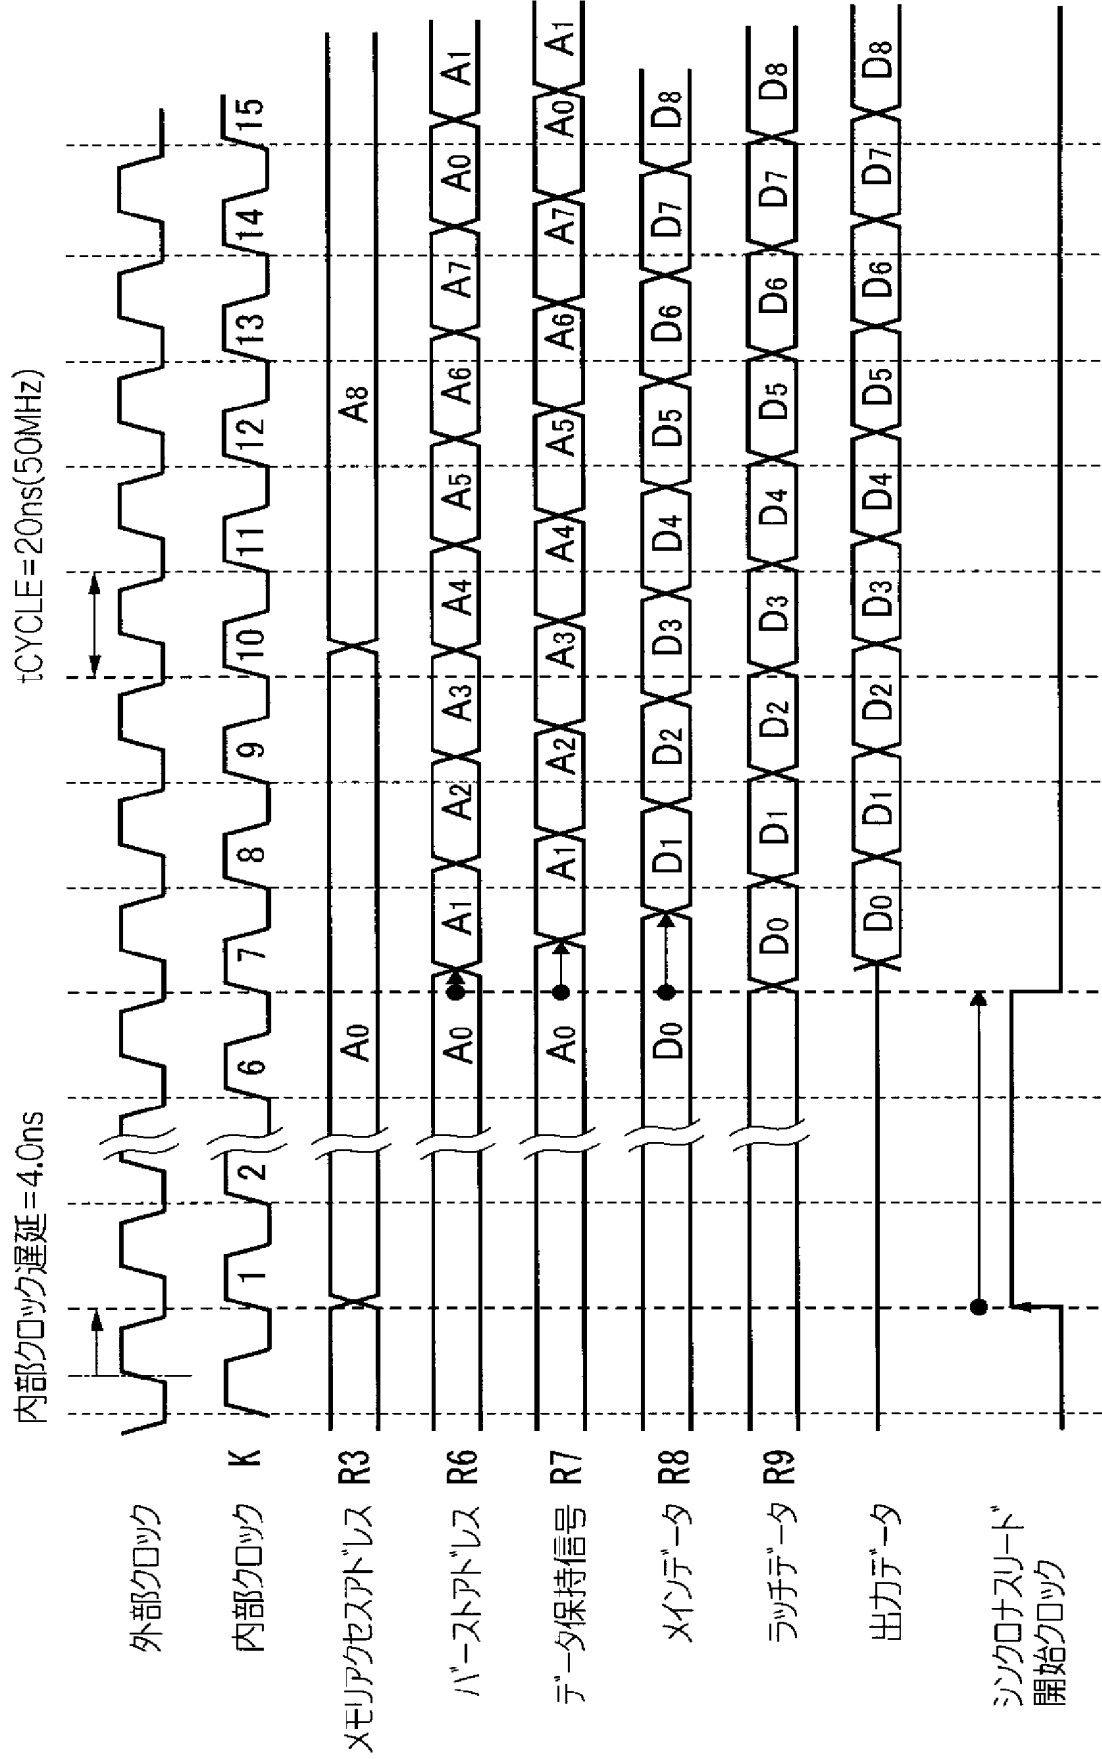 内部クロック遅延=4.0ns
tCYCLE=20ns(50MHz)
外部クロック
内部クロック K
1 2 6 7 8 9 10 11 12 13 14 15
メモリアクセスアドレス R3
A0 A8
バーストアドレス R6
A0 A1 A2 A3 A4 A5 A6 A7 A0 A1
データ保持信号 R7
A0 A1 A2 A3 A4 A5 A6 A7 A0 A1
メインデータ R8
D0 D1 D2 D3 D4 D5 D6 D7 D8
ラッチデータ R9
D0 D1 D2 D3 D4 D5 D6 D7 D8
出力データ
D0 D1 D2 D3 D4 D5 D6 D7 D8
シンクロナスリード
開始クロック